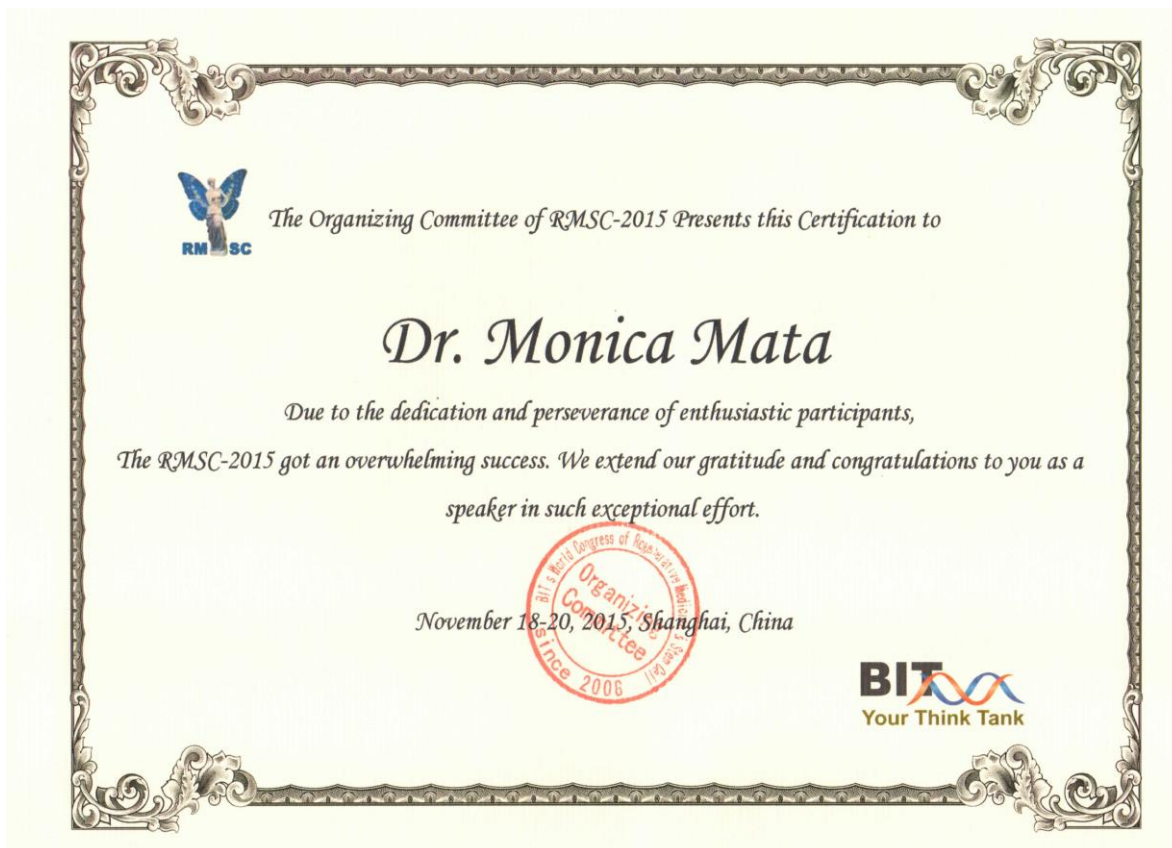 RMSC
The Organizing Committee of RMSC-2015 Presents this Certification to
Dr. Monica Mata
Due to the dedication and perseverance of enthusiastic participants,
The RMSC-2015 got an overwhelming success. We extend our gratitude and congratulations to you as a
speaker in such exceptional effort.
BIT's World Congress of Regenerative Medicine & Stem Cell
Organizing
Committee
since 2006
November 18-20, 2015, Shanghai, China
BIT
Your Think Tank